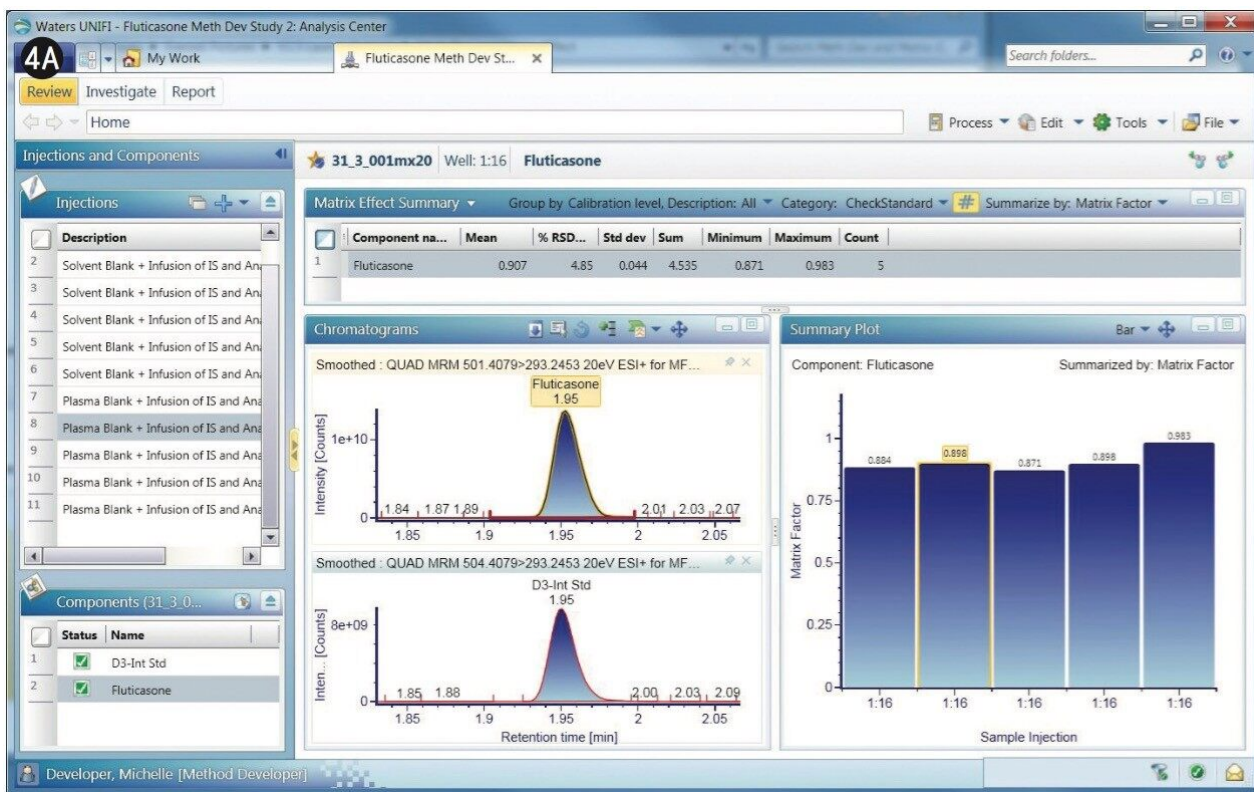 Waters UNIFI - Fluticasone Meth Dev Study 2: Analysis Center
4A
My Work
Fluticasone Meth Dev St...
Search folders...
Review Investigate Report
Home
Process Edit Tools File
Injections and Components
31_3_001mx20 Well: 1:16 Fluticasone
Injections
Description
2 Solvent Blank + Infusion of IS and Ana
3 Solvent Blank + Infusion of IS and Ana
4 Solvent Blank + Infusion of IS and Ana
5 Solvent Blank + Infusion of IS and Ana
6 Solvent Blank + Infusion of IS and Ana
7 Plasma Blank + Infusion of IS and Ana
8 Plasma Blank + Infusion of IS and Ana
9 Plasma Blank + Infusion of IS and Ana
10 Plasma Blank + Infusion of IS and Ana
11 Plasma Blank + Infusion of IS and Ana
Components (31_3_0...
Status Name
1 D3-Int Std
2 Fluticasone
Matrix Effect Summary Group by Calibration level, Description: All Category: CheckStandard # Summarize by: Matrix Factor
Component na... Mean % RSD... Std dev Sum Minimum Maximum Count
1 Fluticasone 0.907 4.85 0.044 4.535 0.871 0.983 5
Chromatograms
Smoothed : QUAD MRM 501.4079>293.2453 20eV ESI+ for MF...
Fluticasone
1.95
Intensity [Counts]
1e+10
0
1.84 1.87 1.89 2.01 2.03 2.07
1.85 1.9 1.95 2 2.05
Smoothed : QUAD MRM 504.4079>293.2453 20eV ESI+ for MF...
D3-Int Std
1.95
Inten... [Counts]
8e+09
0
1.85 1.88 2.00 2.03 2.09
1.85 1.9 1.95 2 2.05
Retention time [min]
Summary Plot Bar
Component: Fluticasone Summarized by: Matrix Factor
Matrix Factor
1
0.75
0.5
0.25
0
0.884 0.898 0.871 0.898 0.983
1:16 1:16 1:16 1:16 1:16
Sample Injection
Developer, Michelle [Method Developer]